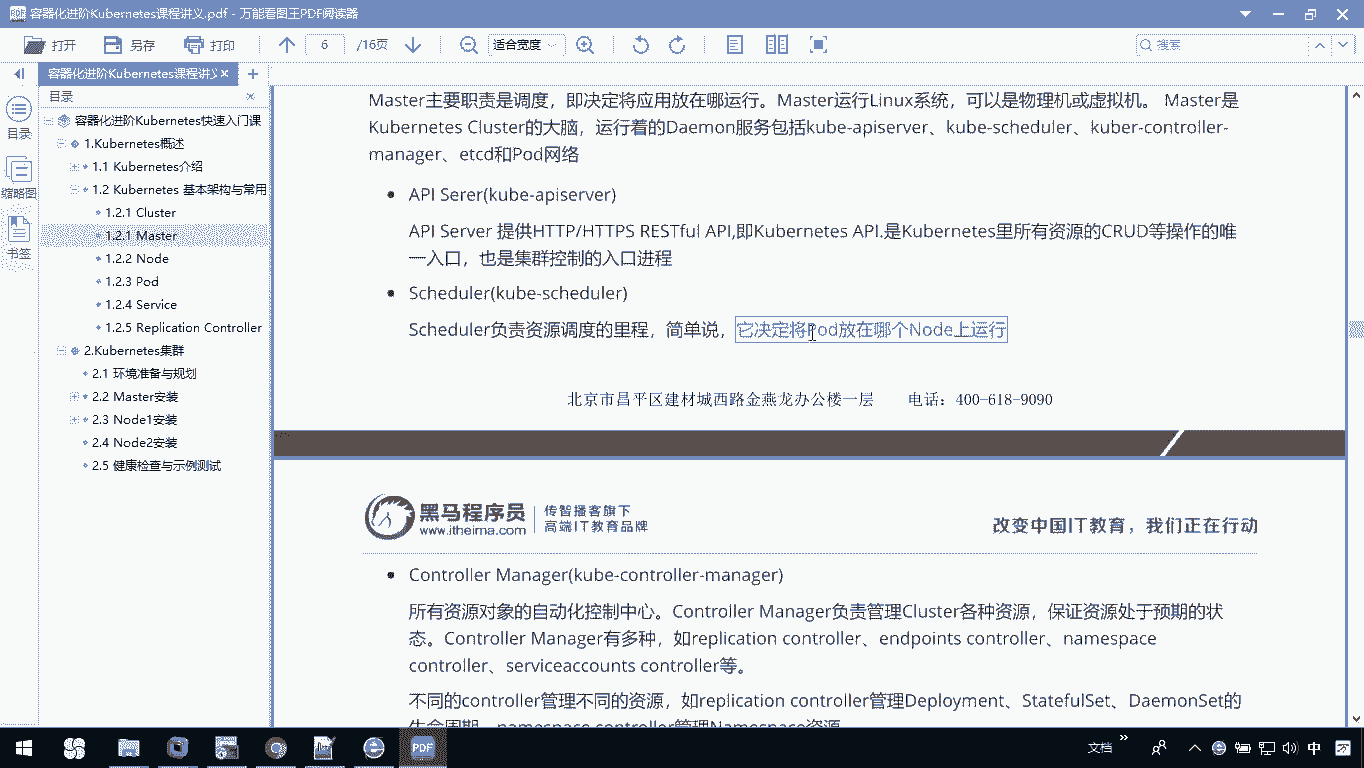 容器化进阶Kubernetes课程讲义.pdf - 万能看图王PDF阅读器
打开
另存
打印
6
/16页
适合宽度
搜索
容器化进阶Kubernetes课程讲义
目录
目录
缩略图
书签
容器化进阶Kubernetes快速入门课
1.Kubernetes概述
1.1 Kubernetes介绍
1.2 Kubernetes 基本架构与常用
1.2.1 Cluster
1.2.1 Master
1.2.2 Node
1.2.3 Pod
1.2.4 Service
1.2.5 Replication Controller
2.Kubernetes集群
2.1 环境准备与规划
2.2 Master安装
2.3 Node1安装
2.4 Node2安装
2.5 健康检查与示例测试
Master主要职责是调度，即决定将应用放在哪运行。Master运行Linux系统，可以是物理机或虚拟机。 Master是
Kubernetes Cluster的大脑，运行着的Daemon服务包括kube-apiserver、kube-scheduler、kuber-controller-
manager、etcd和Pod网络
API Serer(kube-apiserver)
API Server 提供HTTP/HTTPS RESTful API,即Kubernetes API.是Kubernetes里所有资源的CRUD等操作的唯
一入口，也是集群控制的入口进程
Scheduler(kube-scheduler)
Scheduler负责资源调度的里程，简单说，它决定将Pod放在哪个Node上运行
北京市昌平区建材城西路金燕龙办公楼一层 电话：400-618-9090
黑马程序员
www.itheima.com
传智播客旗下
高端IT教育品牌
改变中国IT教育，我们正在行动
Controller Manager(kube-controller-manager)
所有资源对象的自动化控制中心。Controller Manager负责管理Cluster各种资源，保证资源处于预期的状
态。Controller Manager有多种，如replication controller、endpoints controller、namespace
controller、serviceaccounts controller等。
不同的controller管理不同的资源，如replication controller管理Deployment、StatefulSet、DaemonSet的
生命周期，namespace controller管理Namespace资源
PDF
文档
中